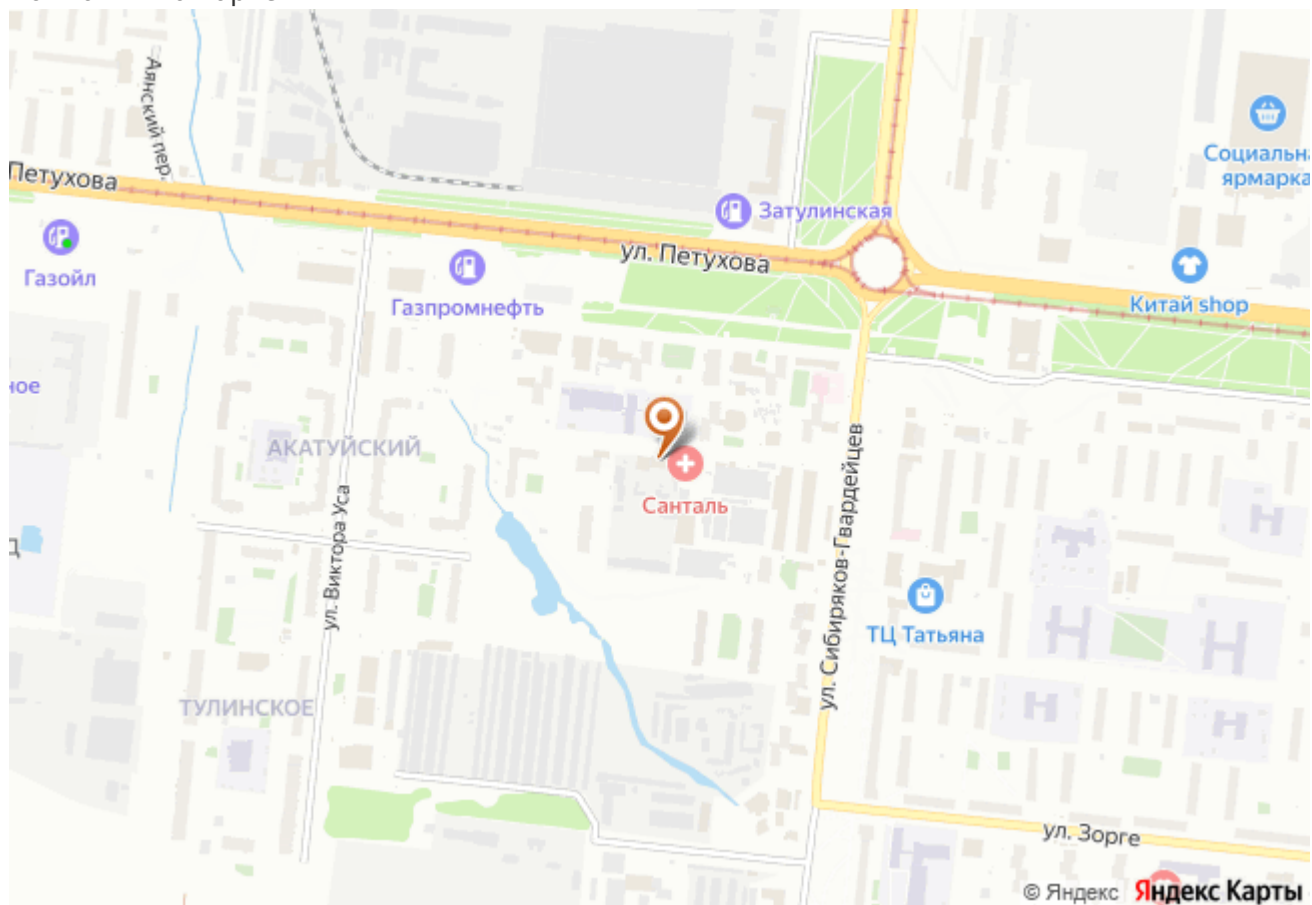 Аянский пер.
Петухова
Социальна
ярмарка
Затулинская
ул. Петухова
Газойл
Газпромнефть
Китай shop
ное
АКАТУЙСКИЙ
Санталь
ул. Виктора Уса
ул. Сибиряков-Гвардейцев
ТЦ Татьяна
ТУЛИНСКОЕ
ул. Зорге
© Яндекс Яндекс Карты